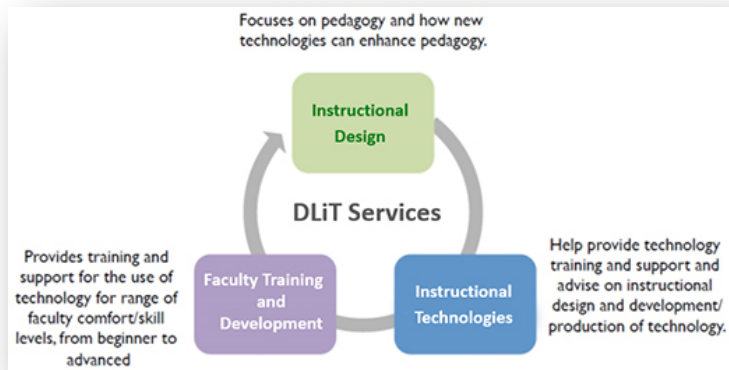 Focuses on pedagogy and how new
technologies can enhance pedagogy.
Instructional
Design
DLiT Services
Provides training and
support for the use of
technology for range of
faculty comfort/skill
levels, from beginner to
advanced
Faculty Training
and
Development
Instructional
Technologies
Help provide technology
training and support and
advise on instructional
design and development/
production of technology.